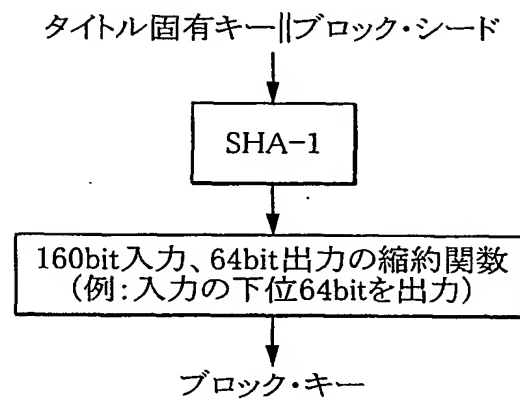 タイトル固有キー||ブロック・シード
SHA-1
160bit入力、64bit出力の縮約関数
(例:入力の下位64bitを出力)
ブロック・キー